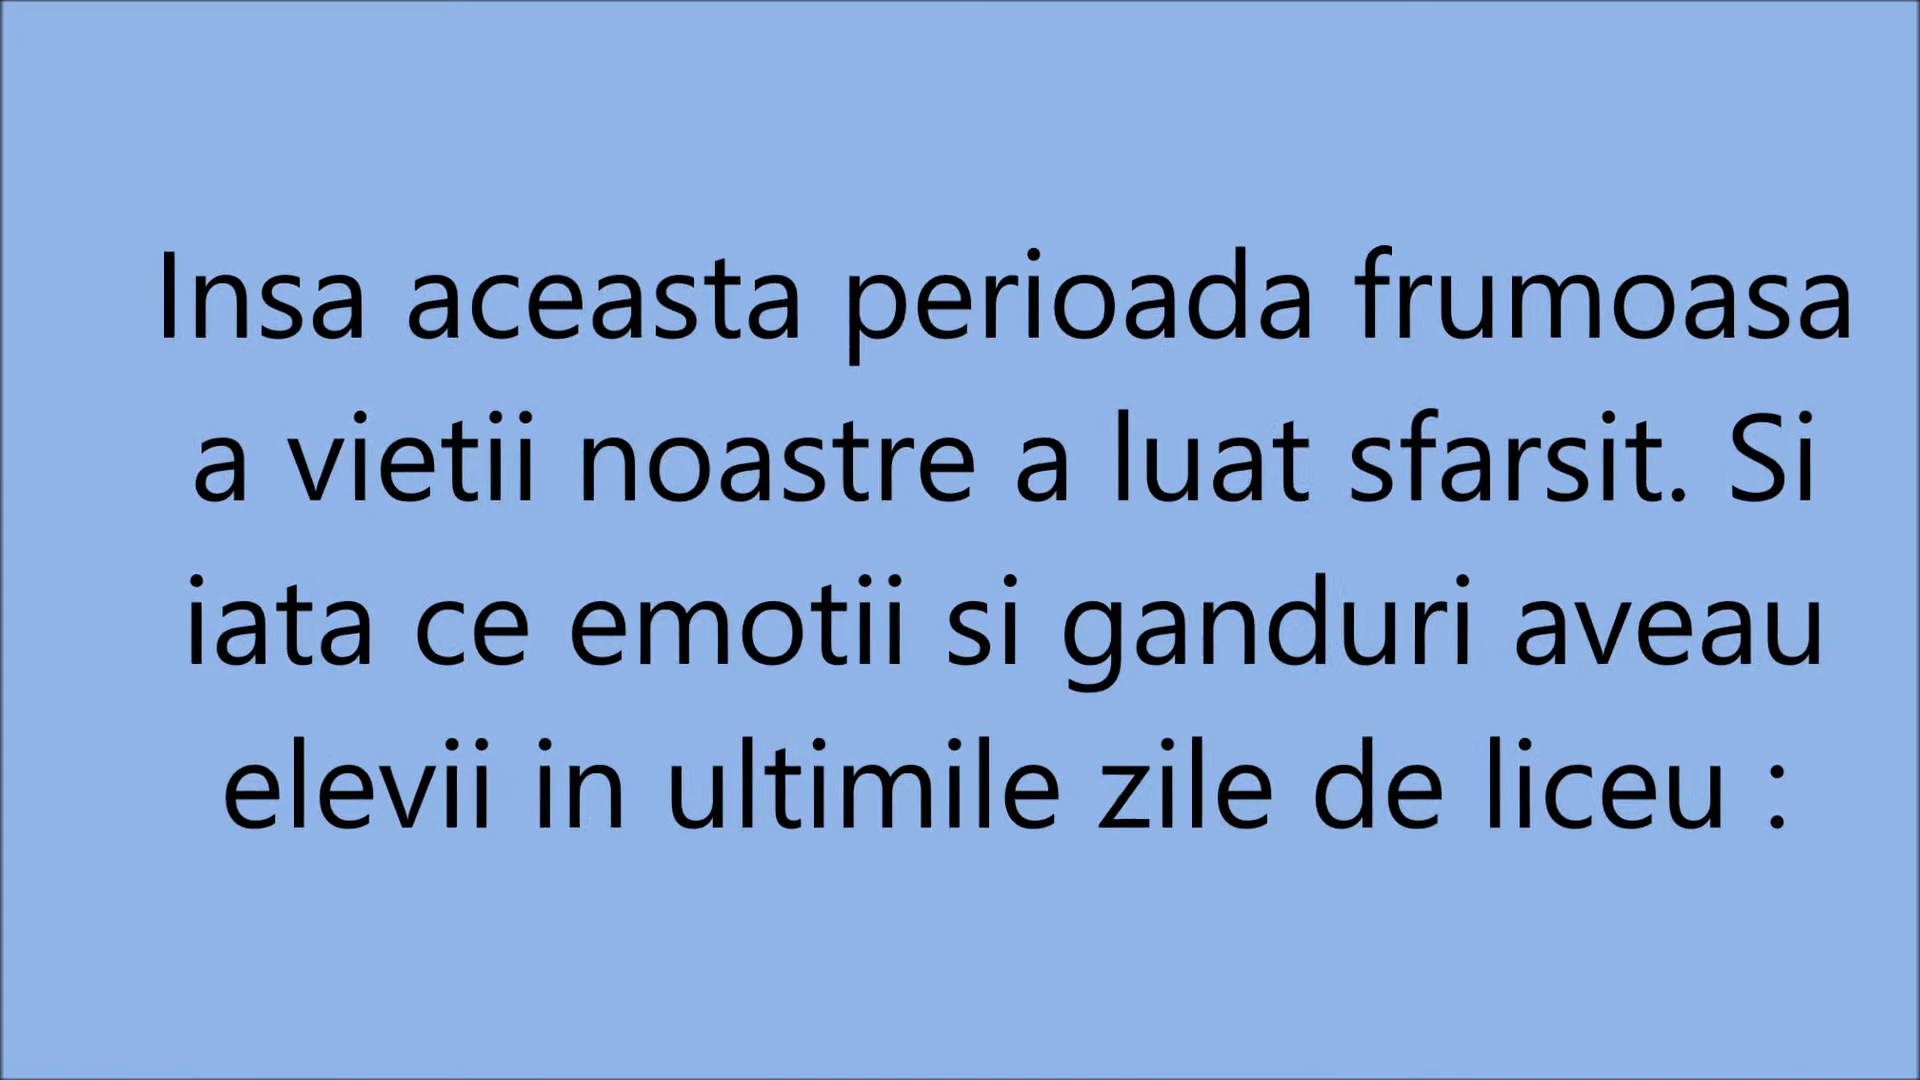 Insa aceasta perioada frumoasa
a vietii noastre a luat sfarsit. Si
iata ce emotii si ganduri aveau
elevii in ultimile zile de liceu :